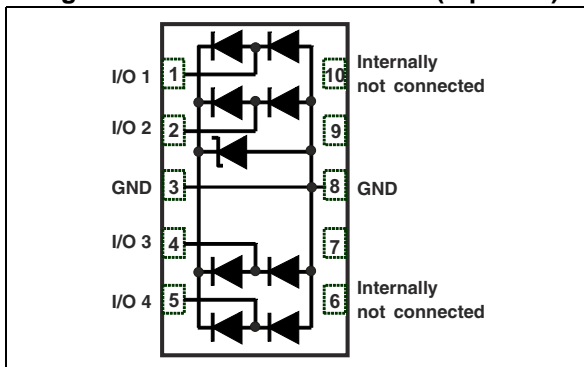 I/O 1
1
10
Internally
not connected
I/O 2
2
9
GND
3
8
GND
I/O 3
4
7
I/O 4
5
6
Internally
not connected